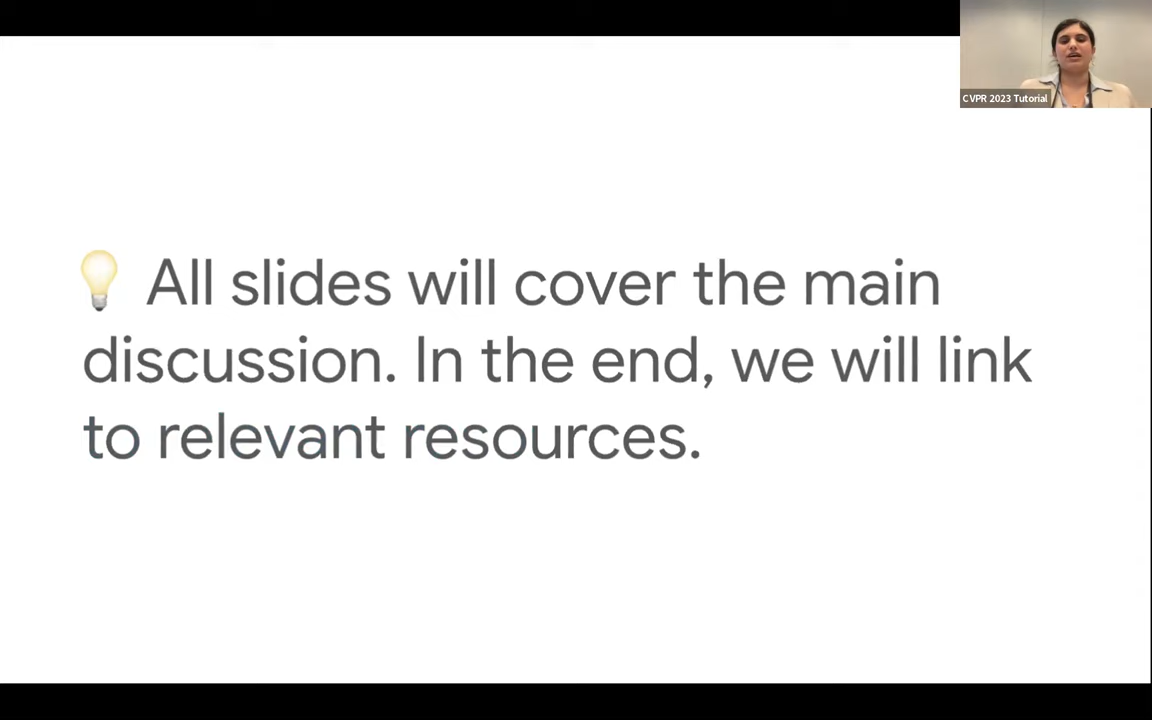 CVPR 2023 Tutorial
💡 All slides will cover the main
discussion. In the end, we will link
to relevant resources.